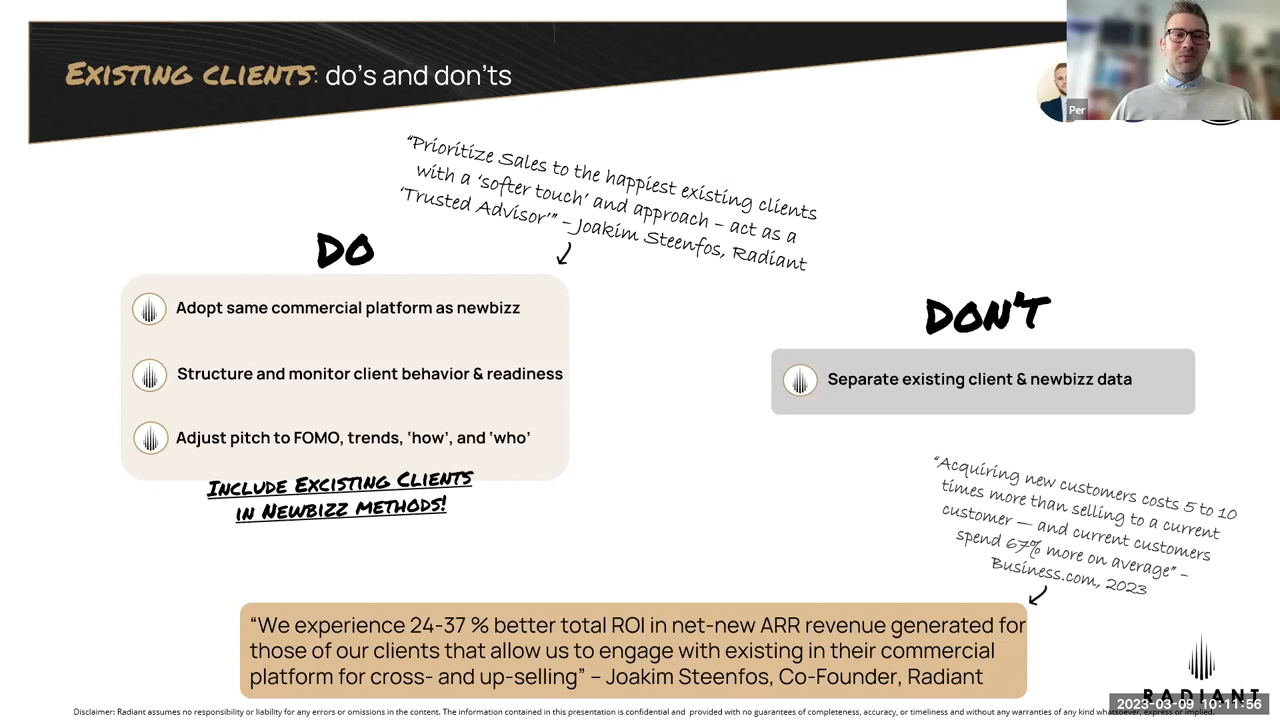 EXISTING CLIENTS: do's and don'ts
Per
"Prioritize Sales to the happiest existing clients
with a 'softer touch' and approach – act as a
'Trusted Advisor'" – Joakim Steenfos, Radiant
DO
Adopt same commercial platform as newbizz
Structure and monitor client behavior & readiness
Adjust pitch to FOMO, trends, 'how', and 'who'
INCLUDE EXCISTING CLIENTS
IN NEWBIZZ METHODS!
DON'T
Separate existing client & newbizz data
"Acquiring new customers costs 5 to 10
times more than selling to a current
customer — and current customers
spend 67% more on average" –
Business.com, 2023
"We experience 24-37 % better total ROI in net-new ARR revenue generated for
those of our clients that allow us to engage with existing in their commercial
platform for cross- and up-selling" – Joakim Steenfos, Co-Founder, Radiant
RADIANT
2023-03-09 10:11:56
Disclaimer: Radiant assumes no responsibility or liability for any errors or omissions in the content. The information contained in this presentation is confidential and provided with no guarantees of completeness, accuracy, or timeliness and without any warranties of any kind whatsoever, express or implied.